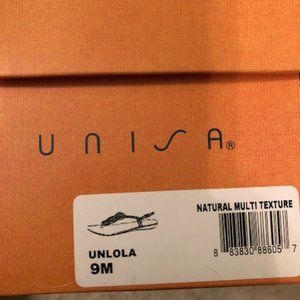 UNISA®
NATURAL MULTI TEXTURE
UNLOLA
9M
8 83830 88605 7